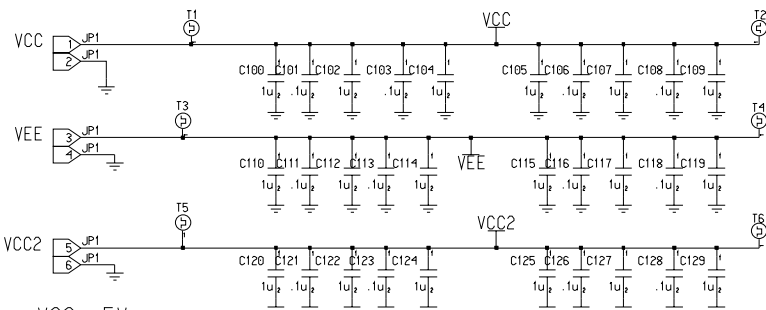 T1 VCC T2
VCC 1 JP1
2 JP1
C100 C101 C102 C103 C104 C105 C106 C107 C108 C109
1u .1u 1u .1u 1u 1u .1u 1u .1u 1u
T3 T4
VEE 3 JP1
4 JP1
VEE
C110 C111 C112 C113 C114 C115 C116 C117 C118 C119
1u .1u 1u .1u 1u 1u .1u 1u .1u 1u
T5 VCC2 T6
VCC2 5 JP1
6 JP1
C120 C121 C122 C123 C124 C125 C126 C127 C128 C129
1u .1u 1u .1u 1u 1u .1u 1u .1u 1u